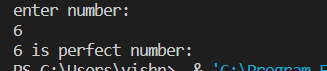 enter number:
6
6 is perfect number:
PS C:\Users\vishn> & 'C:\Program F